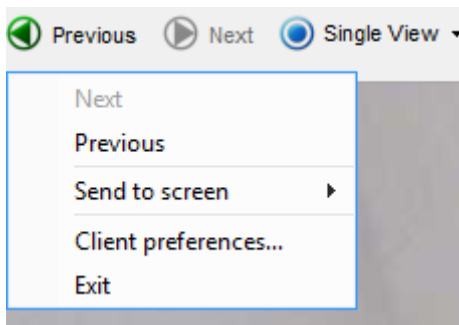 Previous Next Single View
Next
Previous
Send to screen
Client preferences...
Exit